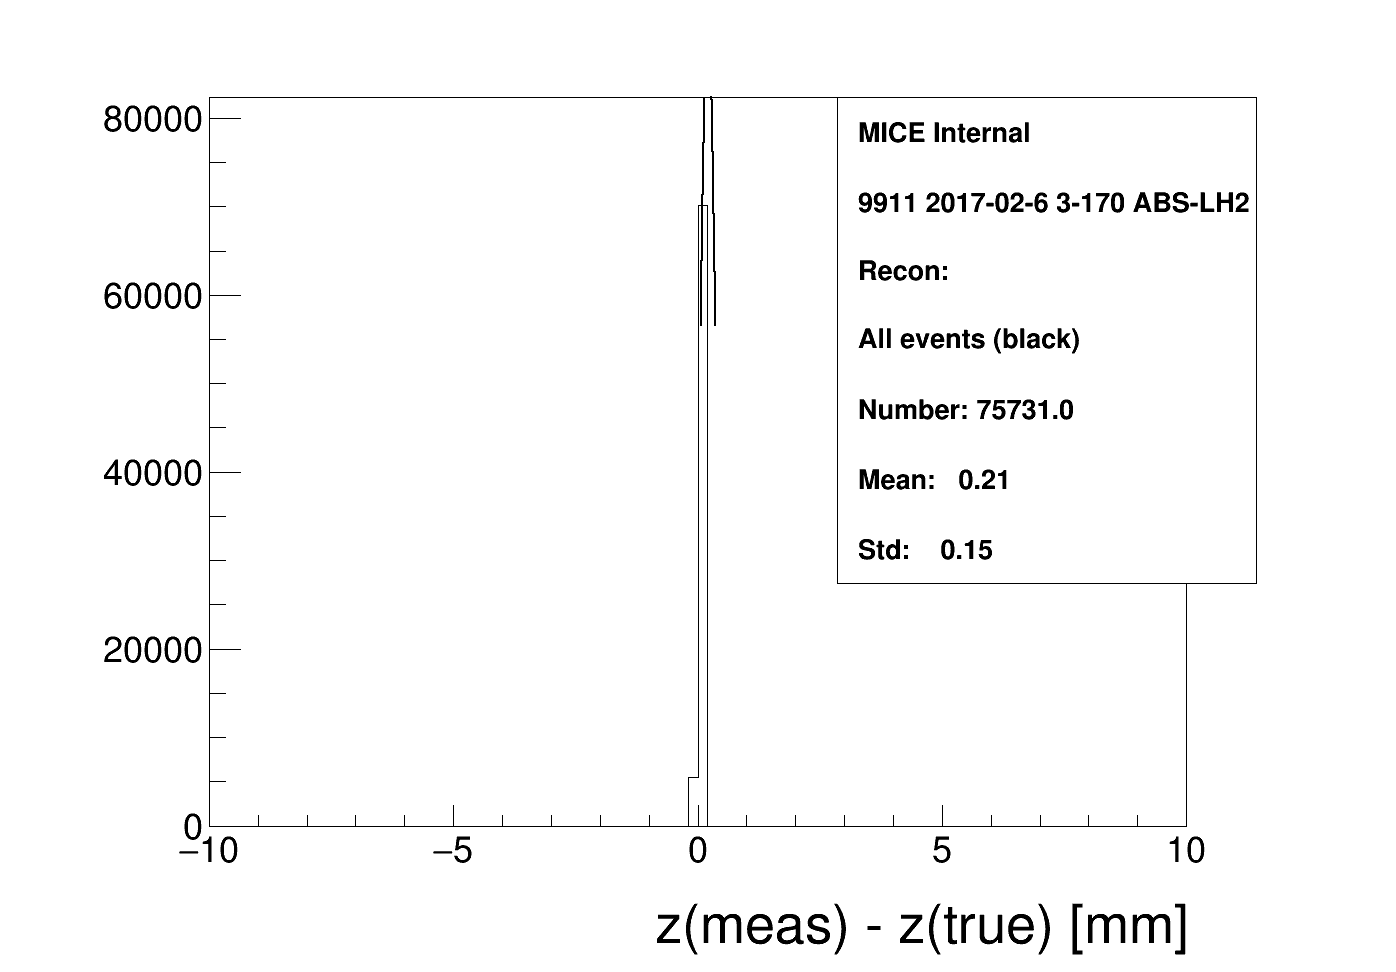 80000
60000
40000
20000
0
−10
−5
0
5
10
z(meas) - z(true) [mm]
MICE Internal
9911 2017-02-6 3-170 ABS-LH2
Recon:
All events (black)
Number: 75731.0
Mean: 0.21
Std: 0.15